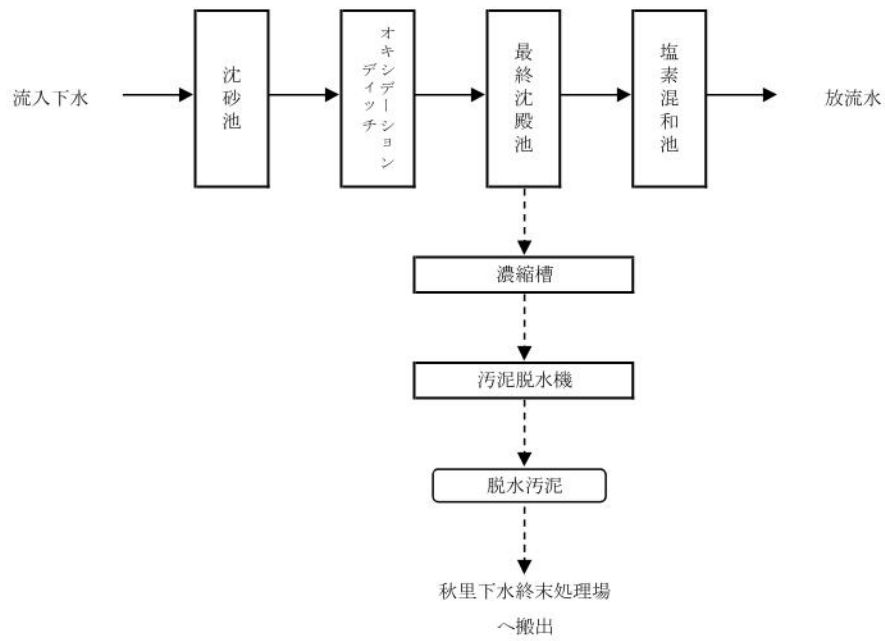 流入下水
沈砂池
オキシデーション
ディッチ
最終沈殿池
塩素混和池
放流水
濃縮槽
汚泥脱水機
脱水汚泥
秋里下水終末処理場
へ搬出